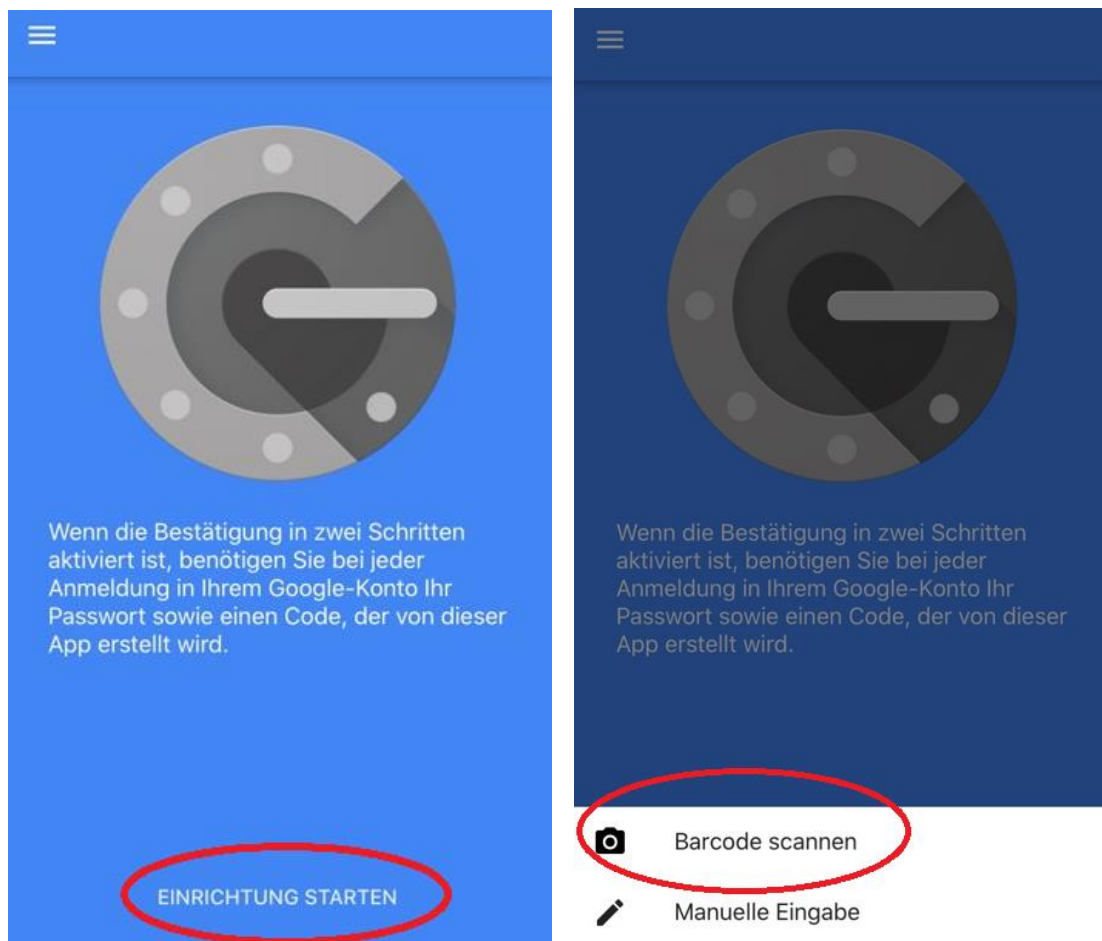 Wenn die Bestätigung in zwei Schritten
aktiviert ist, benötigen Sie bei jeder
Anmeldung in Ihrem Google-Konto Ihr
Passwort sowie einen Code, der von dieser
App erstellt wird.
EINRICHTUNG STARTEN
Wenn die Bestätigung in zwei Schritten
aktiviert ist, benötigen Sie bei jeder
Anmeldung in Ihrem Google-Konto Ihr
Passwort sowie einen Code, der von dieser
App erstellt wird.
Barcode scannen
Manuelle Eingabe